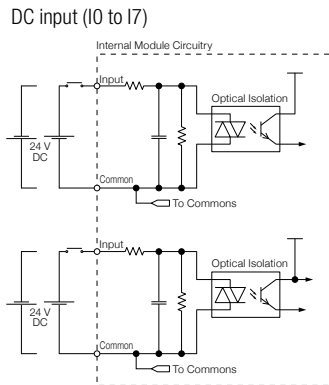 DC input (I0 to I7)
Internal Module Circuitry
Input
Optical Isolation
24 V
DC
Common
To Commons
Input
Optical Isolation
24 V
DC
Common
To Commons